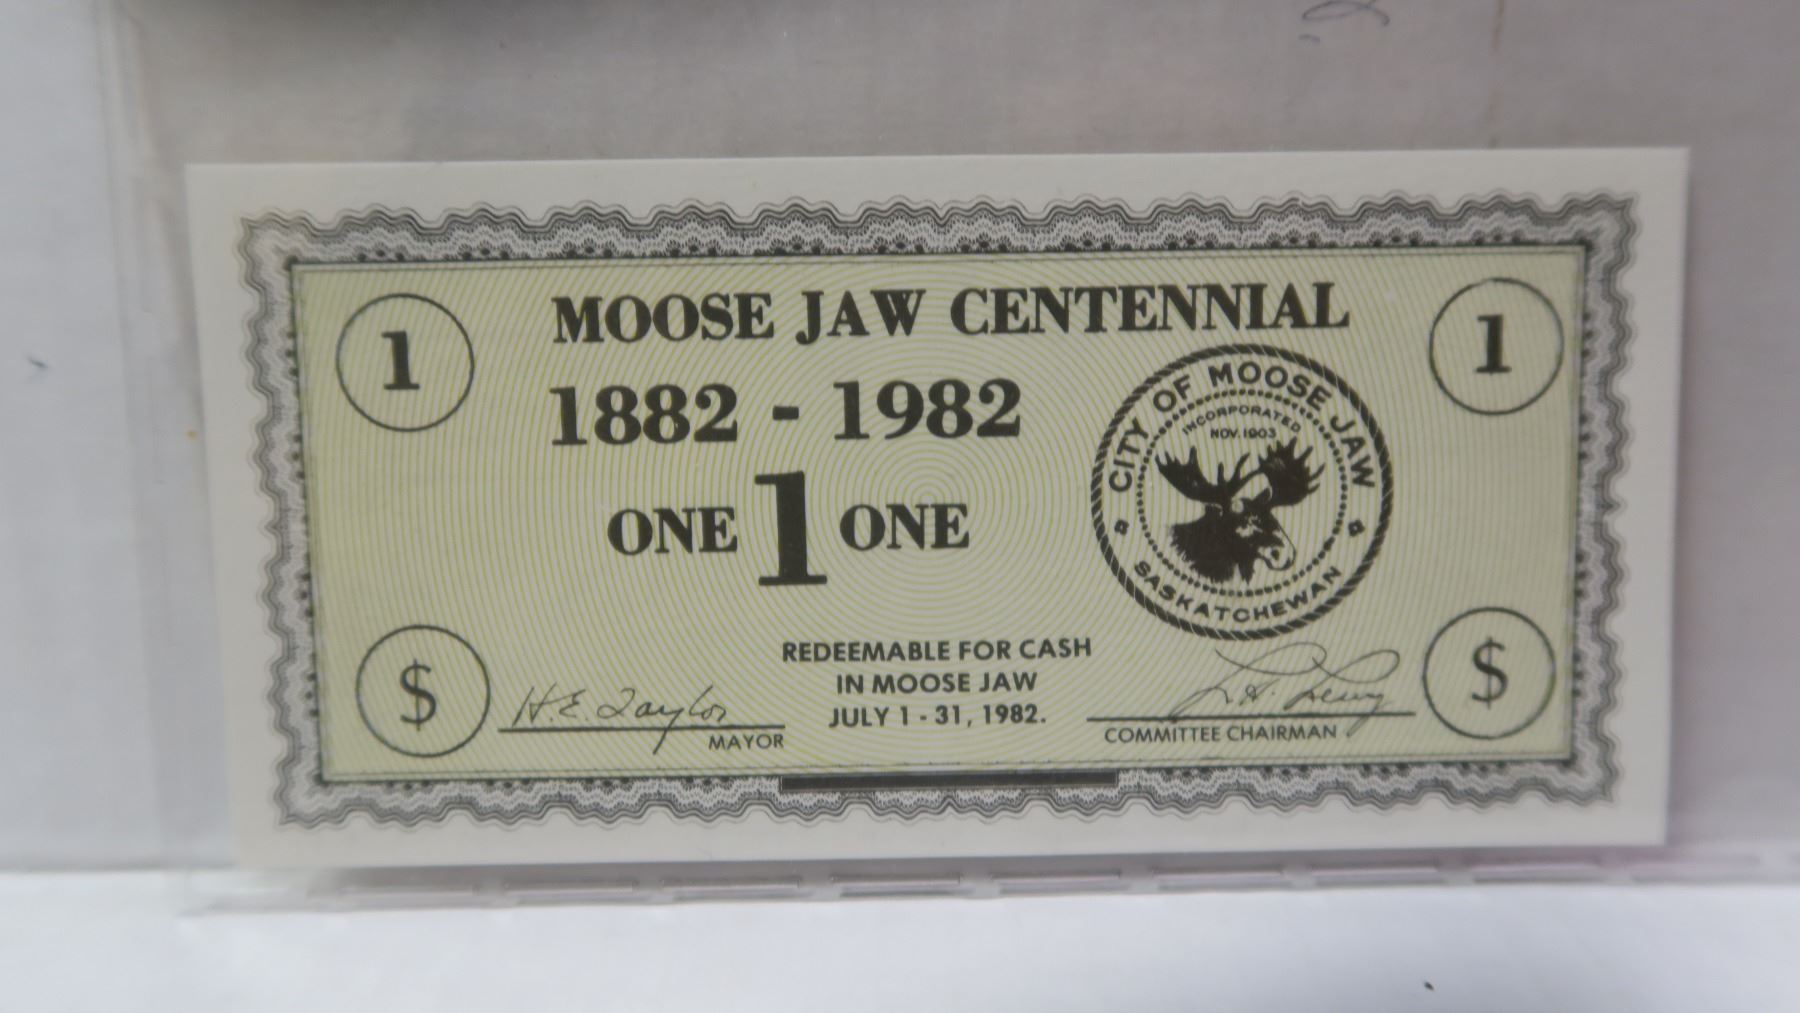 MOOSE JAW CENTENNIAL
1 1
1882 - 1982
ONE 1 ONE
CITY OF MOOSE JAW
INCORPORATED
NOV. 1903
SASKATCHEWAN
REDEEMABLE FOR CASH
IN MOOSE JAW
JULY 1 - 31, 1982.
$ $
H.E. Taylor
MAYOR
COMMITTEE CHAIRMAN